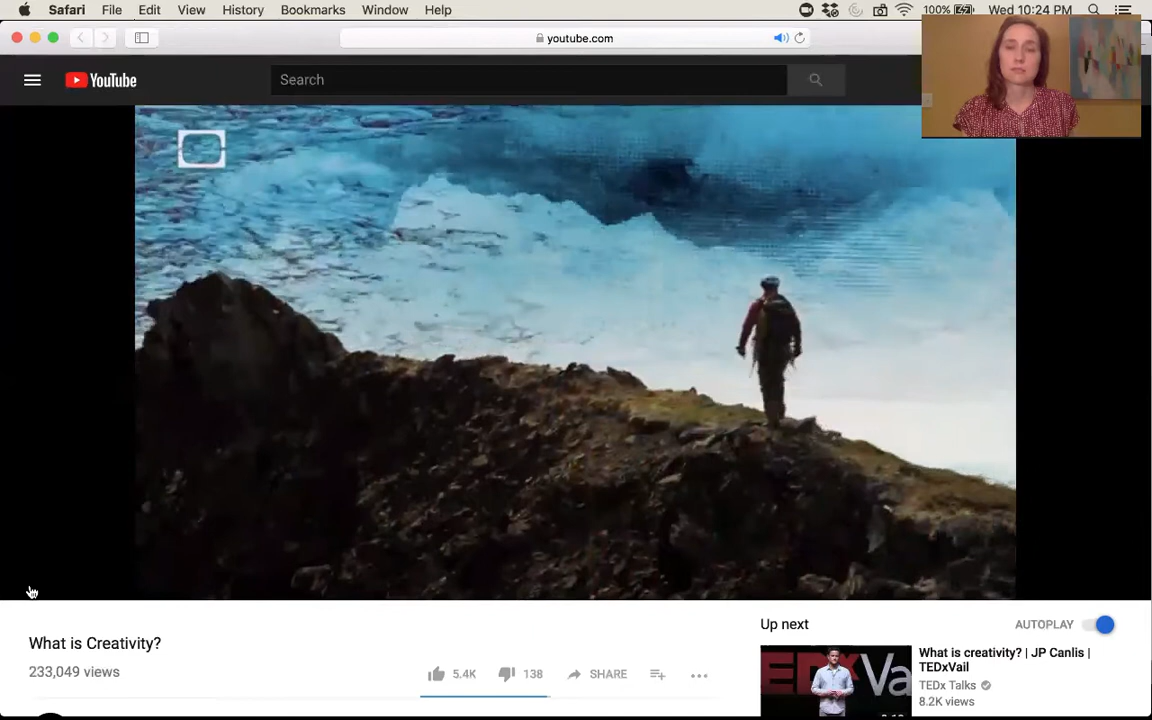 Safari File Edit View History Bookmarks Window Help 100% Wed 10:24 PM
youtube.com
YouTube Search
What is Creativity?
233,049 views
5.4K 138 SHARE
Up next AUTOPLAY
What is creativity? | JP Canlis |
TEDxVail
TEDx Talks
8.2K views